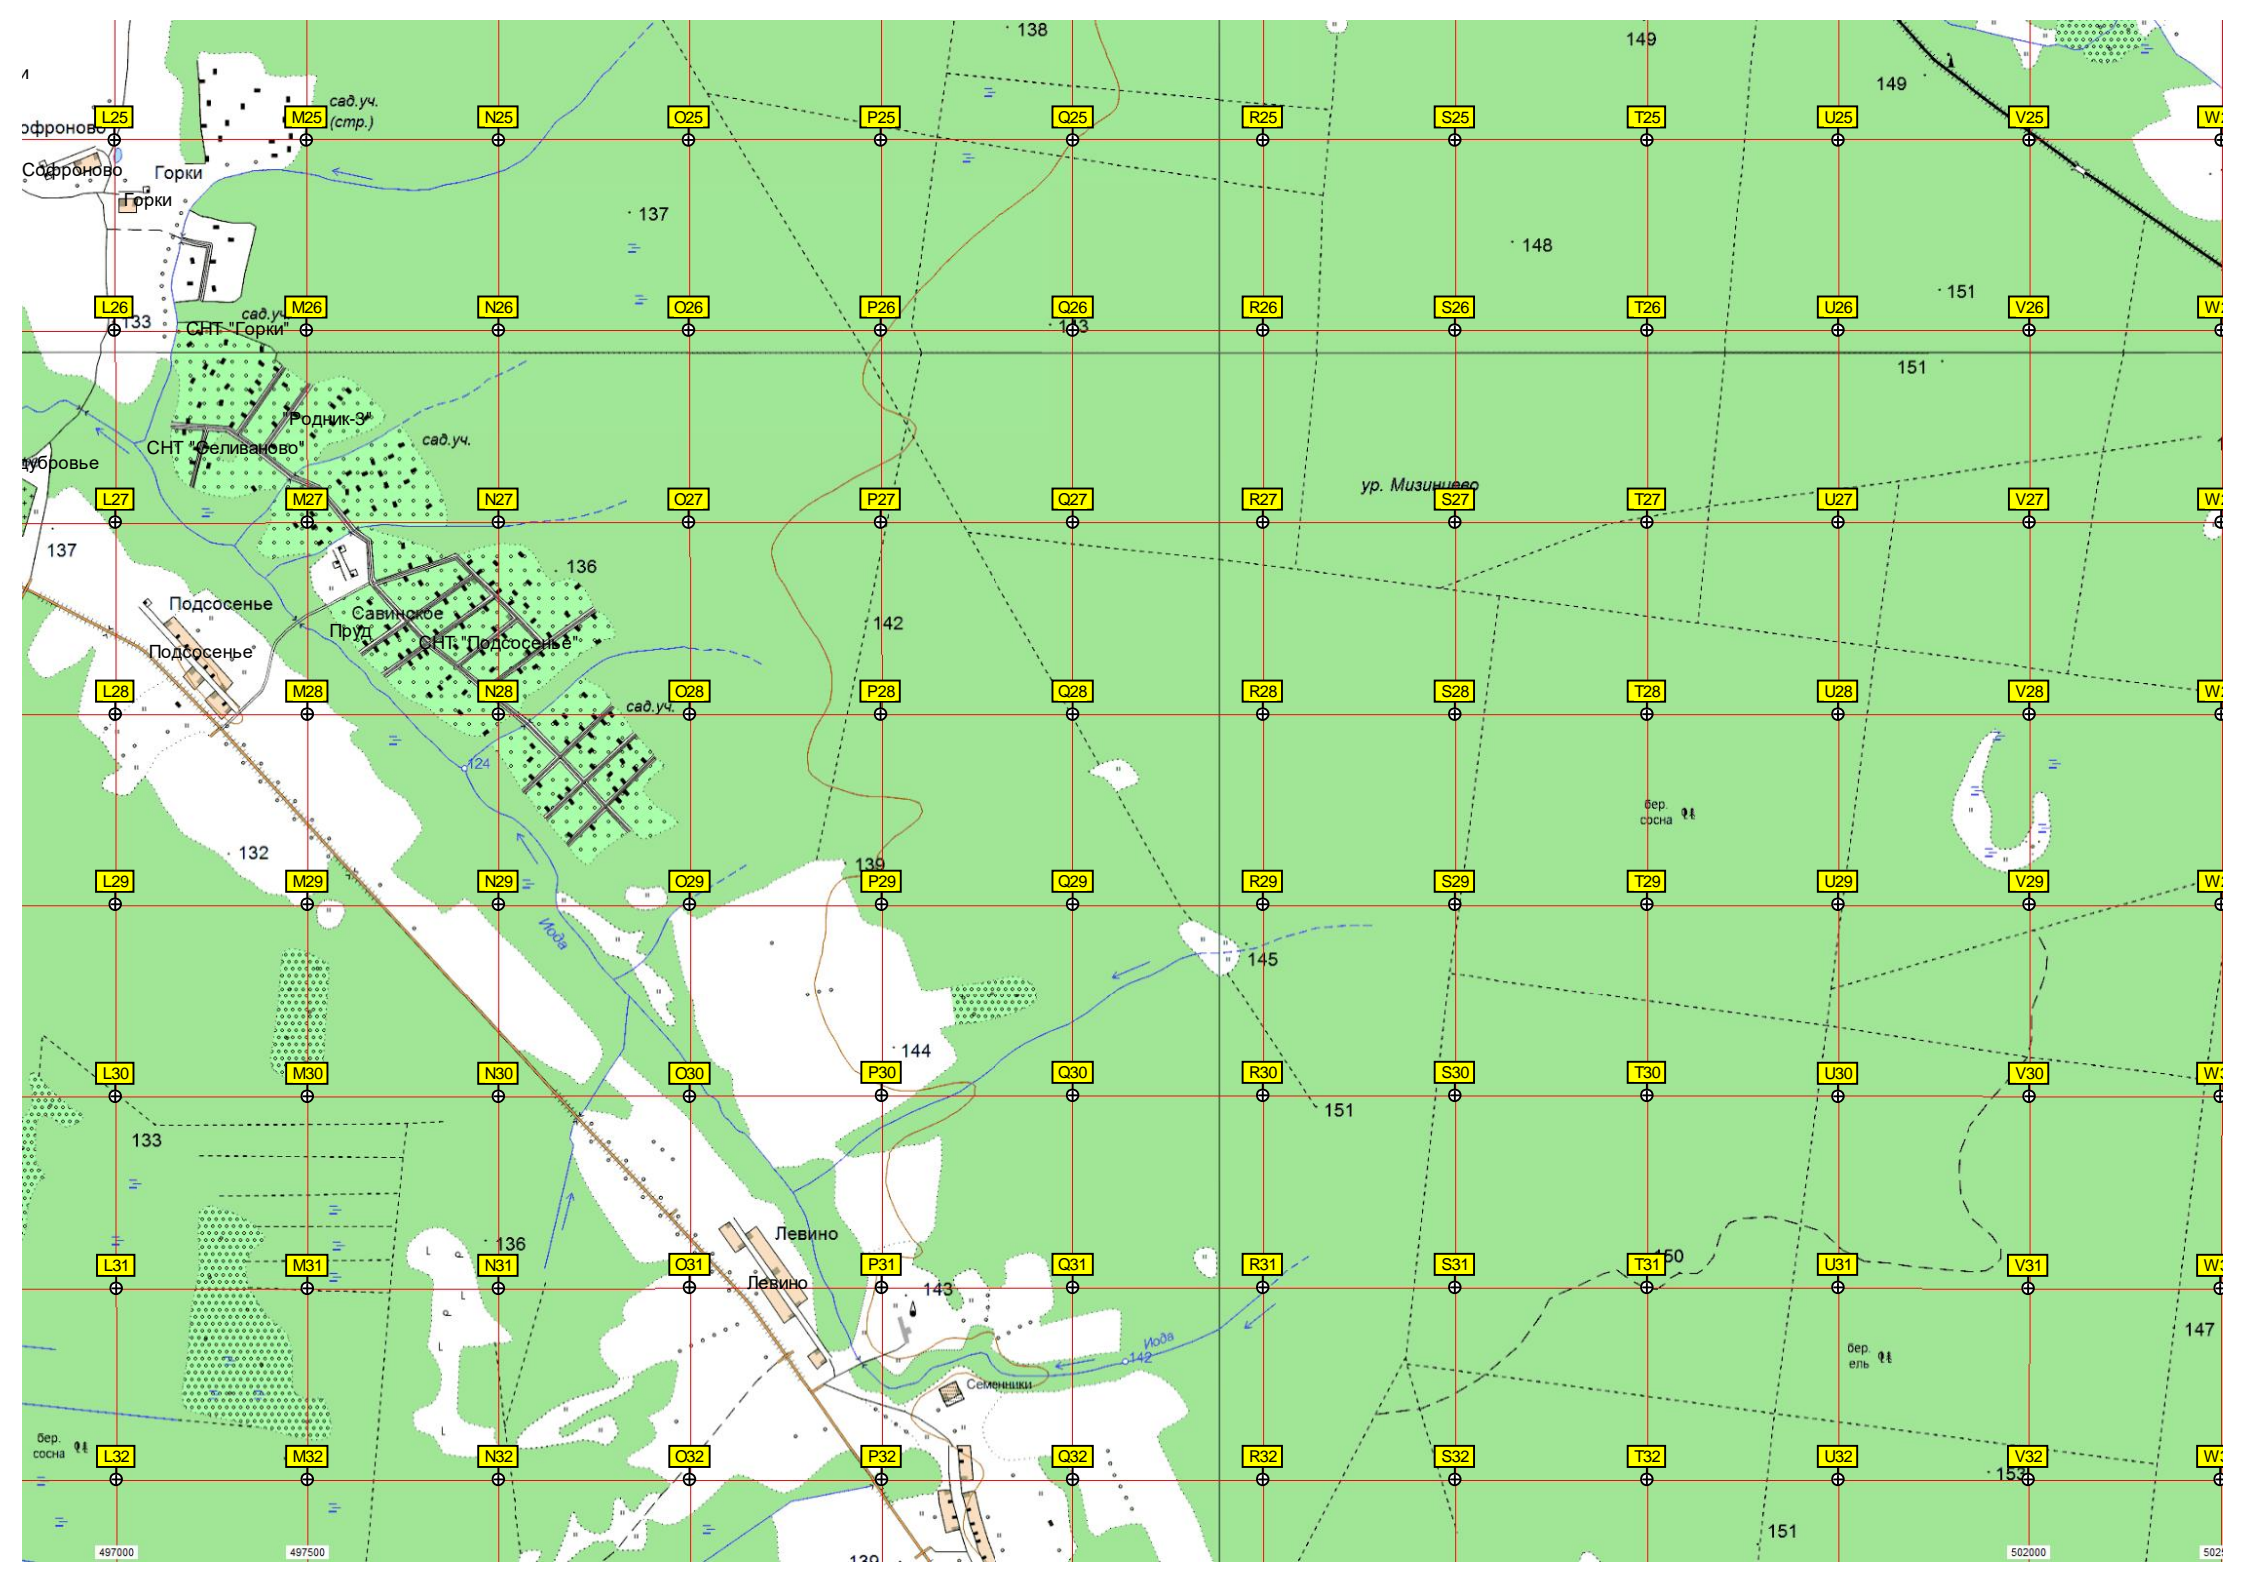 138
149
149
сад.уч.
(стр.)
L25 M25 N25 O25 P25 Q25 R25 S25 T25 U25 V25
Софроново
Горки
Горки
137
148
151
L26 M26 N26 O26 P26 Q26 R26 S26 T26 U26 V26
133
сад.уч.
СНТ "Горки"
143
151
"Родник-3"
сад.уч.
СНТ "Селиваново"
ур. Мизинцево
L27 M27 N27 O27 P27 Q27 R27 S27 T27 U27 V27
137
136
Подсосенье
Савинское
Пруд
142
СНТ "Подсосенье"
Подсосенье
L28 M28 N28 O28 P28 Q28 R28 S28 T28 U28 V28
сад.уч.
124
бер.
сосна
132
139
L29 M29 N29 O29 P29 Q29 R29 S29 T29 U29 V29
Иода
145
144
L30 M30 N30 O30 P30 Q30 R30 S30 T30 U30 V30
151
133
Левино
136
150
L31 M31 N31 O31 P31 Q31 R31 S31 T31 U31 V31
Левино
143
147
Иода
142
бер.
ель
Семенники
бер.
сосна
L32 M32 N32 O32 P32 Q32 R32 S32 T32 U32 V32
153
151
139
497000 497500 502000